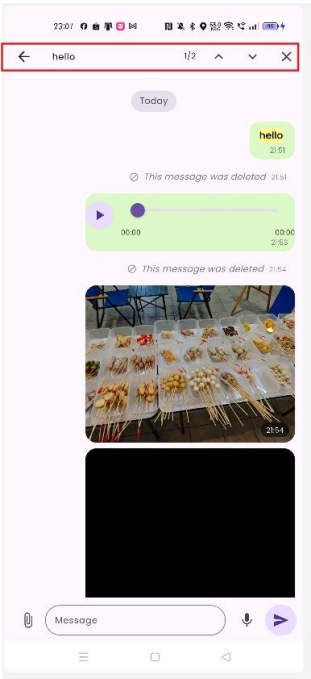 23:07
hello 1/2
Today
hello
21:51
This message was deleted 21:51
00:00 00:00
21:53
This message was deleted 21:54
21:54
Message